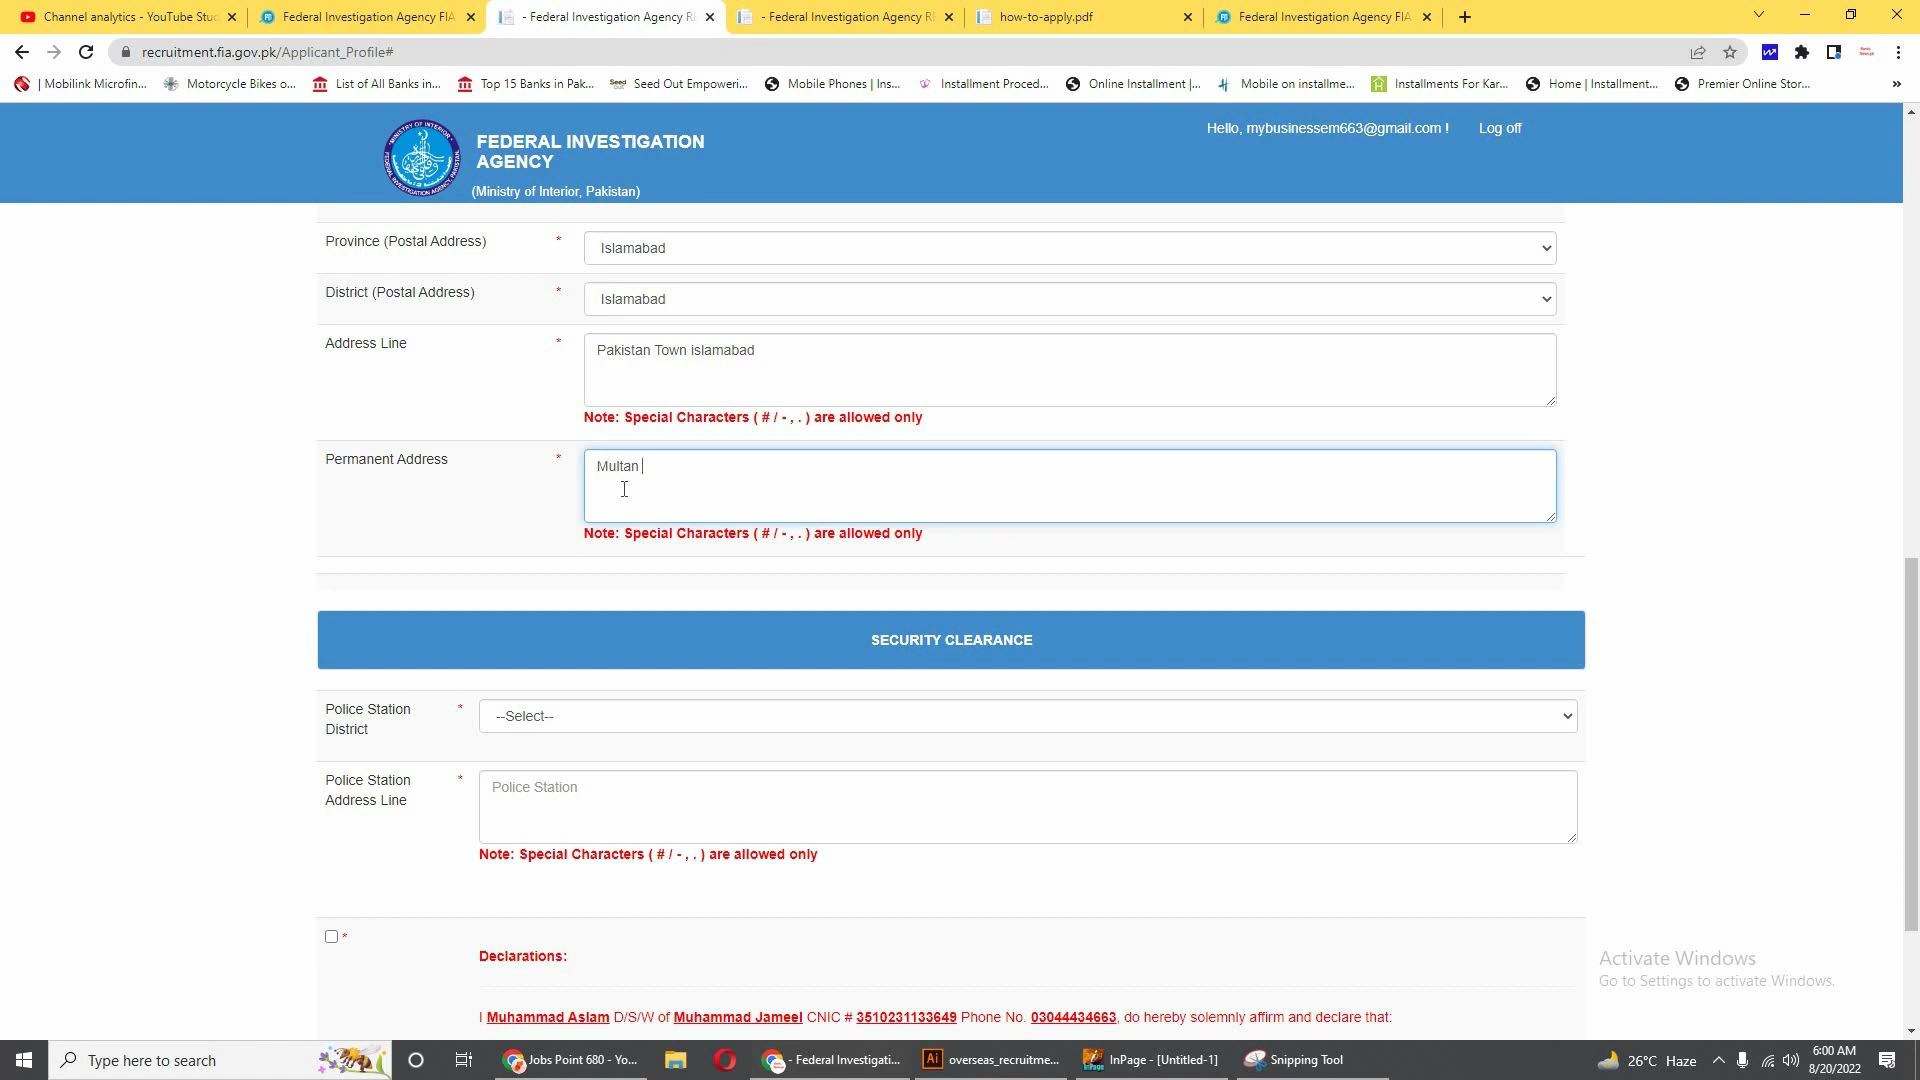 Channel analytics - YouTube Stud
Federal Investigation Agency FIA
- Federal Investigation Agency RE
- Federal Investigation Agency RE
how-to-apply.pdf
Federal Investigation Agency FIA
recruitment.fia.gov.pk/Applicant_Profile#
| Mobilink Microfin...
Motorcycle Bikes o...
List of All Banks in...
Top 15 Banks in Pak...
Seed Out Empoweri...
Mobile Phones | Ins...
Installment Proced...
Online Installment |...
Mobile on installme...
Installments For Kar...
Home | Installment...
Premier Online Stor...
»
FEDERAL INVESTIGATION
AGENCY
(Ministry of Interior, Pakistan)
Hello, mybusinessem663@gmail.com !
Log off
Province (Postal Address) *
Islamabad
District (Postal Address) *
Islamabad
Address Line *
Pakistan Town islamabad
Note: Special Characters ( # / - , . ) are allowed only
Permanent Address *
Multan
Note: Special Characters ( # / - , . ) are allowed only
SECURITY CLEARANCE
Police Station
District *
--Select--
Police Station
Address Line *
Police Station
Note: Special Characters ( # / - , . ) are allowed only
*
Declarations:
I Muhammad Aslam D/S/W of Muhammad Jameel CNIC # 3510231133649 Phone No. 03044434663, do hereby solemnly affirm and declare that:
Activate Windows
Go to Settings to activate Windows.
Type here to search
Jobs Point 680 - Yo...
- Federal Investigati...
Ai
overseas_recruitme...
InPage - [Untitled-1]
Snipping Tool
26°C Haze
6:00 AM
8/20/2022